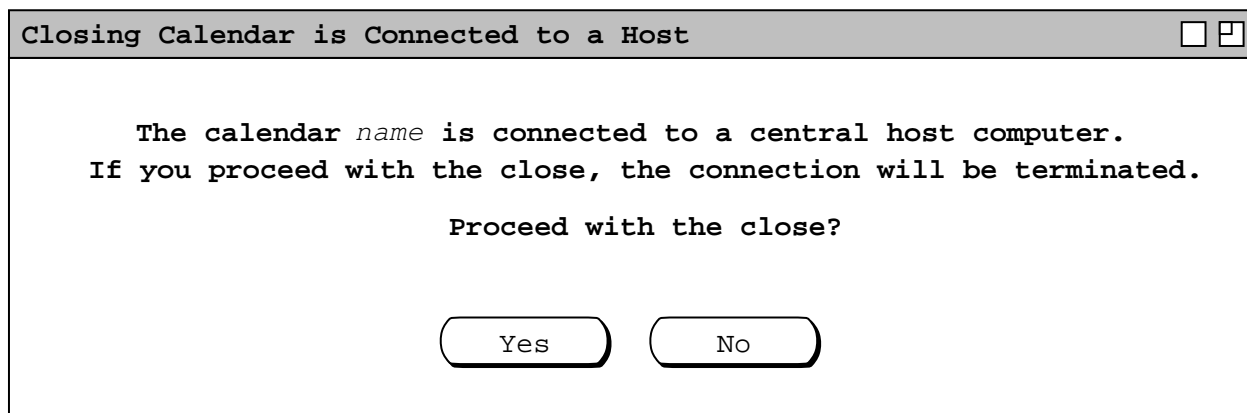 Closing Calendar is Connected to a Host
The calendar name is connected to a central host computer.
If you proceed with the close, the connection will be terminated.
Proceed with the close?
Yes No